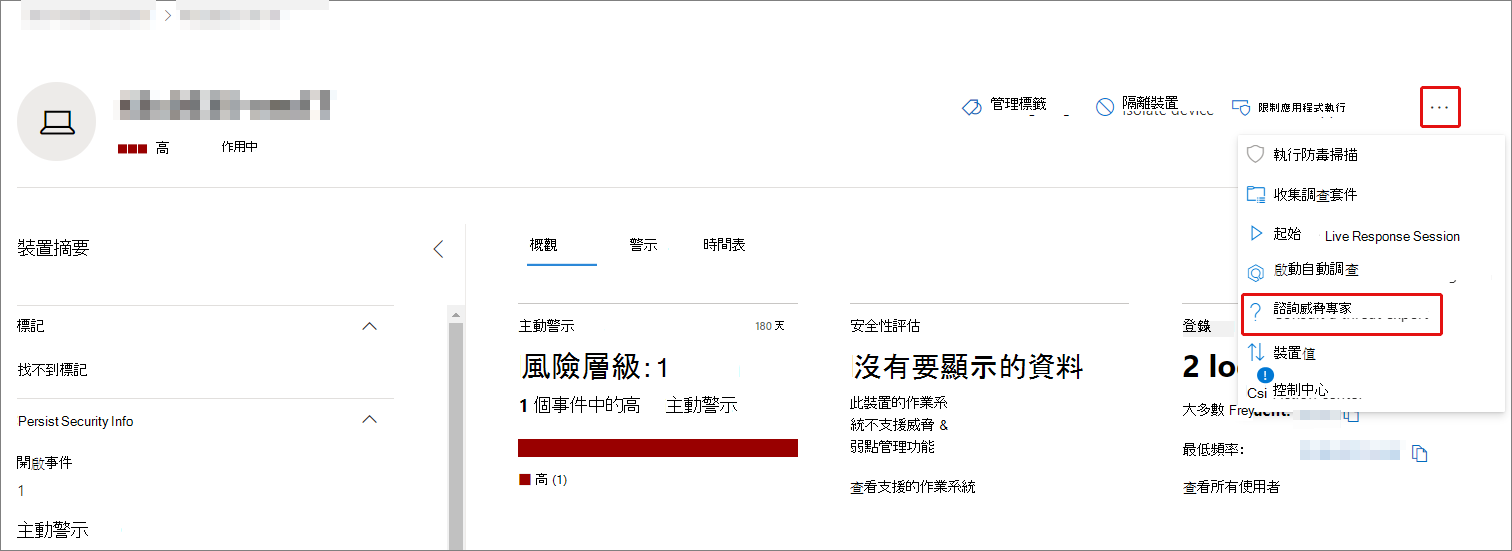 管理標籤
隔離裝置
Isolate device
限制應用程式執行
...
高
作用中
執行防毒掃描
收集調查套件
起始 Live Response Session
啟動自動調查
諮詢威脅專家
裝置值
控制中心
裝置摘要
概觀 警示 時間表
標記
找不到標記
Persist Security Info
開啟事件
1
主動警示
主動警示 180 天
風險層級:1
1 個事件中的高 主動警示
高 (1)
安全性評估
沒有要顯示的資料
此裝置的作業系
統不支援威脅 &
弱點管理功能
查看支援的作業系統
登錄
2 lo
Csi
大多數 Freyuent:
最低頻率:
查看所有使用者